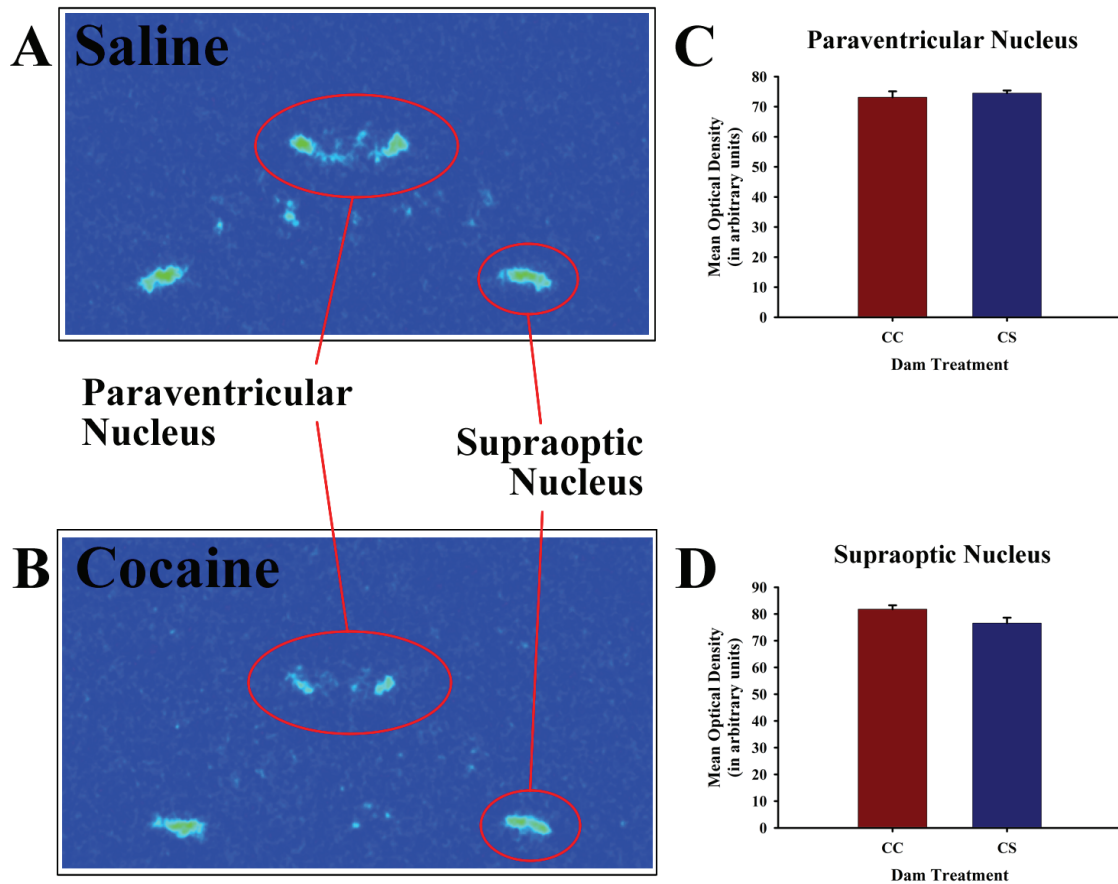 A Saline
Paraventricular
Nucleus
Supraoptic
Nucleus
B Cocaine
C
Paraventricular Nucleus
Mean Optical Density
(in arbitrary units)
80
70
60
50
40
30
20
10
0
CC CS
Dam Treatment
D
Supraoptic Nucleus
Mean Optical Density
(in arbitrary units)
90
80
70
60
50
40
30
20
10
0
CC CS
Dam Treatment